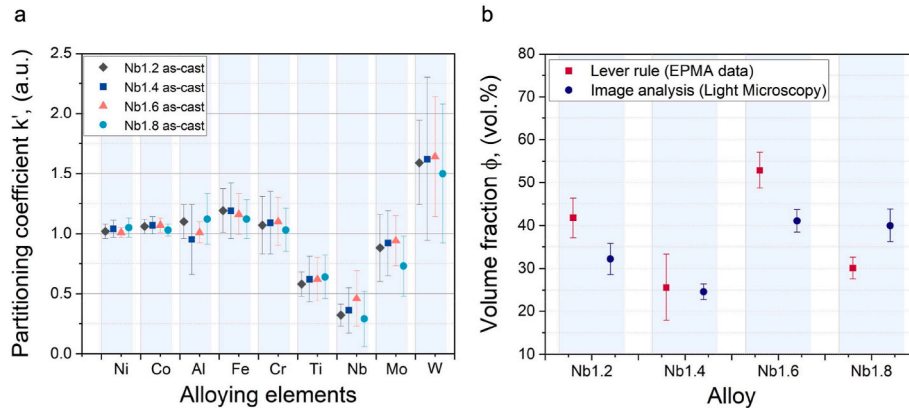 a
Partitioning coefficient k', (a.u.)
2.5
2.0
1.5
1.0
0.5
0.0
Nb1.2 as-cast
Nb1.4 as-cast
Nb1.6 as-cast
Nb1.8 as-cast
Ni Co Al Fe Cr Ti Nb Mo W
Alloying elements
b
Volume fraction ϕ, (vol.%)
80
70
60
50
40
30
20
10
Lever rule (EPMA data)
Image analysis (Light Microscopy)
Nb1.2 Nb1.4 Nb1.6 Nb1.8
Alloy